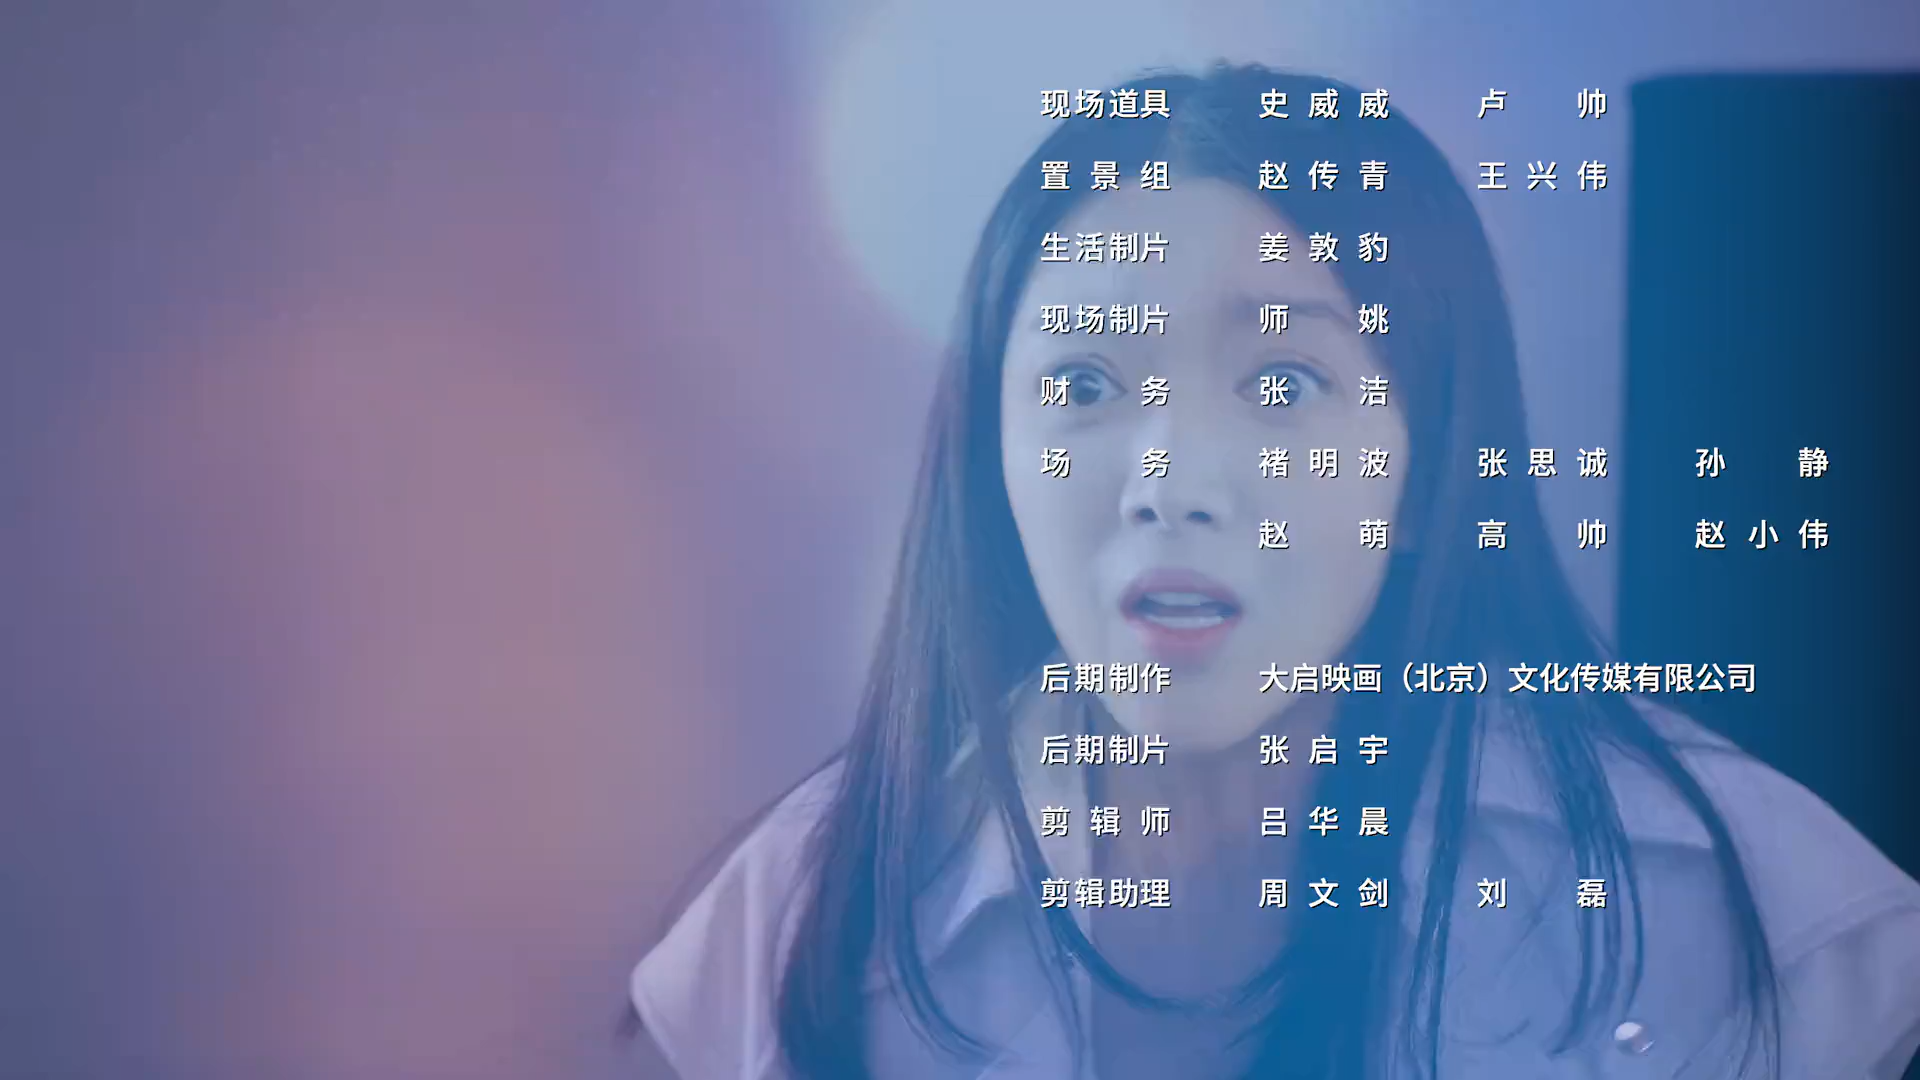 现场道具 史威威 卢帅
置景组 赵传青 王兴伟
生活制片 姜敦豹
现场制片 师姚
财务 张洁
场务 褚明波 张思诚 孙静
赵萌 高帅 赵小伟
后期制作 大启映画（北京）文化传媒有限公司
后期制片 张启宇
剪辑师 吕华晨
剪辑助理 周文剑 刘磊